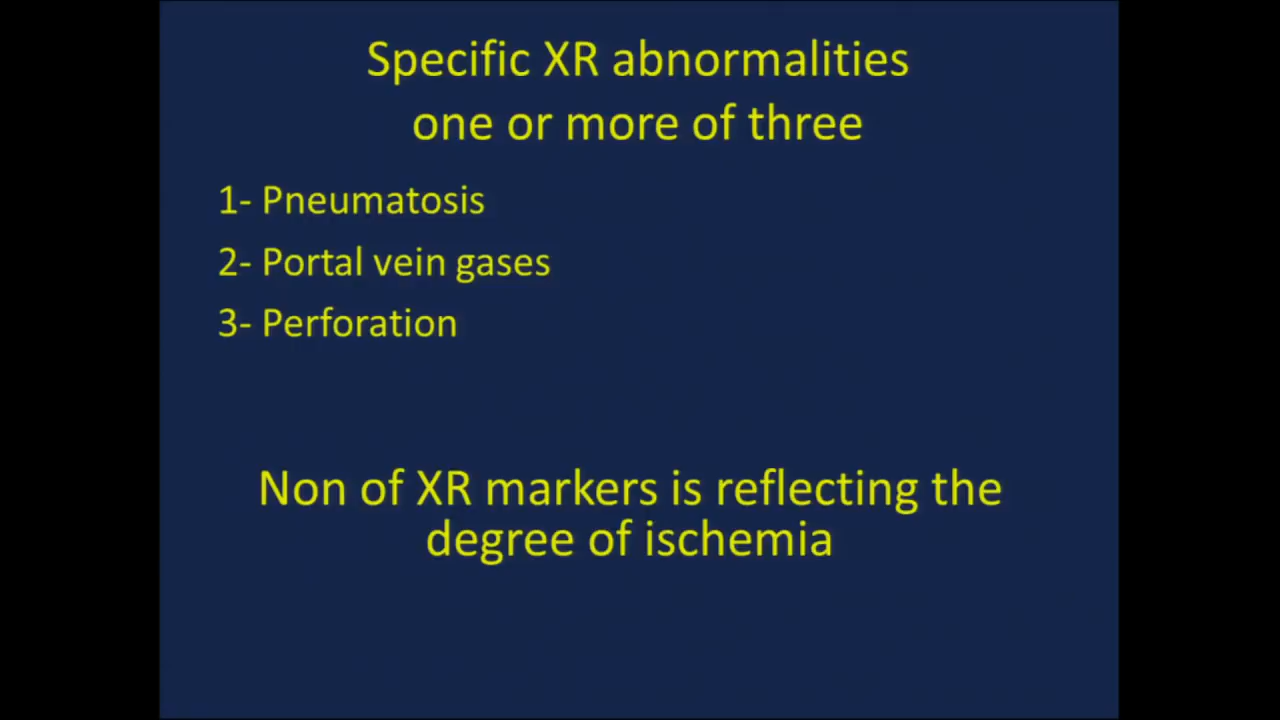 Specific XR abnormalities
one or more of three
1- Pneumatosis
2- Portal vein gases
3- Perforation
Non of XR markers is reflecting the
degree of ischemia